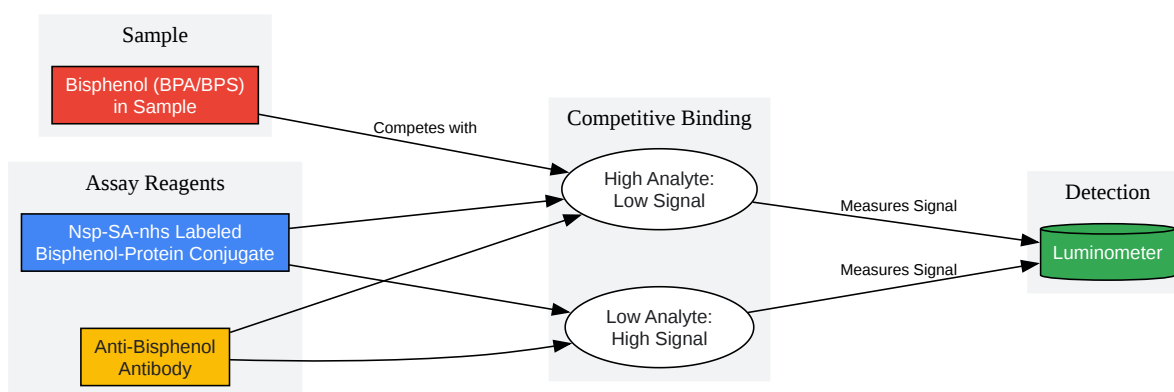 Sample
Bisphenol (BPA/BPS)
in Sample
Competes with
Assay Reagents
Nsp-SA-nhs Labeled
Bisphenol-Protein Conjugate
Anti-Bisphenol
Antibody
Competitive Binding
High Analyte:
Low Signal
Low Analyte:
High Signal
Measures Signal
Measures Signal
Detection
Luminometer